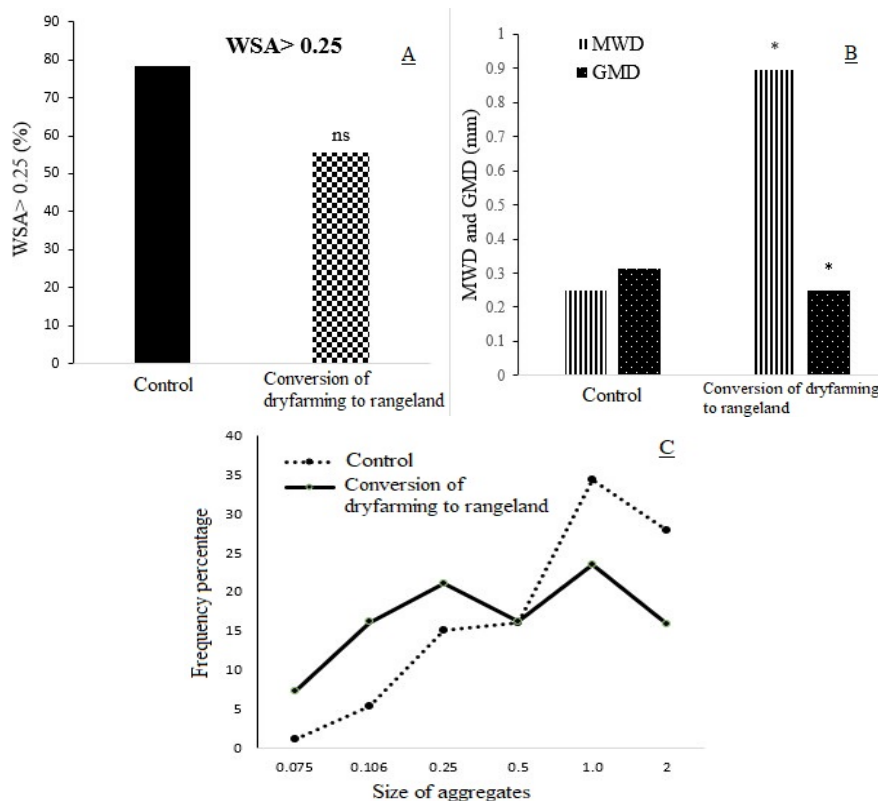 WSA> 0.25
A
90
80
70
60
50
40
30
20
10
0
WSA> 0.25 (%)
ns
Control
Conversion of
dryfarming to rangeland
MWD
GMD
B
1
0.9
0.8
0.7
0.6
0.5
0.4
0.3
0.2
0.1
0
MWD and GMD (mm)
*
*
Control
Conversion of dryfarming
to rangeland
C
Control
Conversion of
dryfarming to rangeland
40
35
30
25
20
15
10
5
0
Frequency percentage
0.075 0.106 0.25 0.5 1.0 2
Size of aggregates